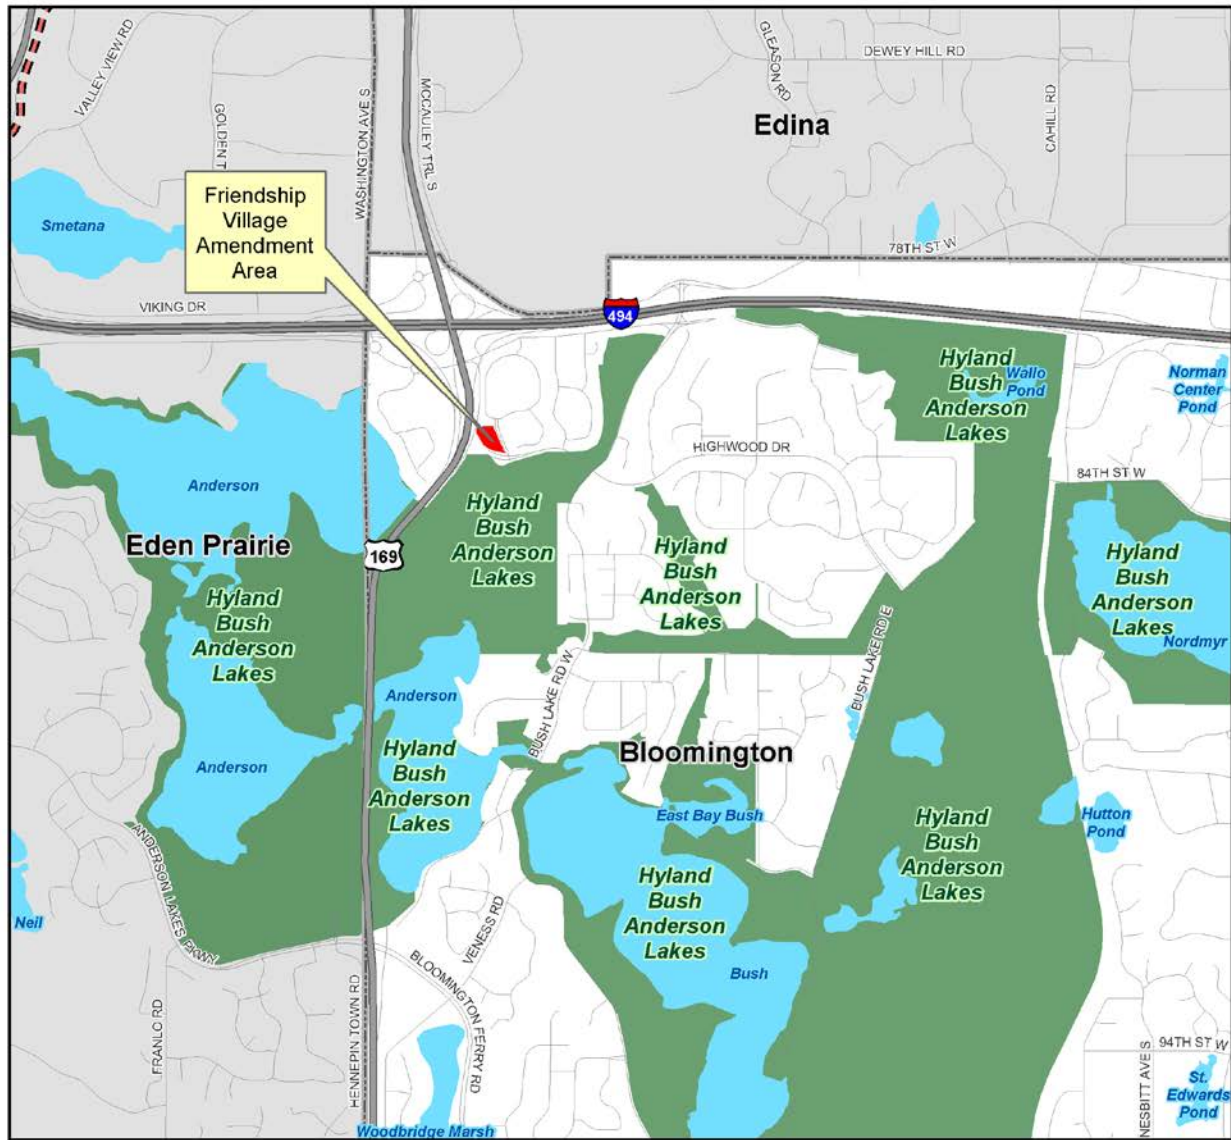 VALLEY VIEW RD
GOLDEN T
WASHINGTON AVE S
MCCAULEY TRL S
GLEASON RD
DEWEY HILL RD
CAHILL RD
Edina
Friendship
Village
Amendment
Area
Smetana
78TH ST W
VIKING DR
494
Hyland
Bush
Anderson
Lakes
Wallo
Pond
Norman
Center
Pond
HIGHWOOD DR
84TH ST W
Anderson
Eden Prairie
169
Hyland
Bush
Anderson
Lakes
Hyland
Bush
Anderson
Lakes
Hyland
Bush
Anderson
Lakes
Hyland
Bush
Anderson
Lakes
Nordmyr
Anderson
BUSH LAKE RD W
BUSH LAKE RD E
Bloomington
Anderson
Hyland
Bush
Anderson
Lakes
East Bay Bush
Hyland
Bush
Anderson
Lakes
Hutton
Pond
Hyland
Bush
Anderson
Lakes
Bush
ANDERSON LAKES PKWY
Neil
VENESS RD
BLOOMINGTON FERRY RD
FRANLO RD
HENNEPIN TOWN RD
Woodbridge Marsh
94TH ST W
NESBITT AVE S
St.
Edwards
Pond